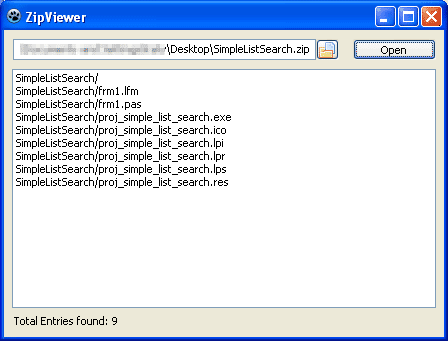 ZipViewer
\Desktop\SimpleListSearch.zip
Open
SimpleListSearch/
SimpleListSearch/frm1.lfm
SimpleListSearch/frm1.pas
SimpleListSearch/proj_simple_list_search.exe
SimpleListSearch/proj_simple_list_search.ico
SimpleListSearch/proj_simple_list_search.lpi
SimpleListSearch/proj_simple_list_search.lpr
SimpleListSearch/proj_simple_list_search.lps
SimpleListSearch/proj_simple_list_search.res
Total Entries found: 9